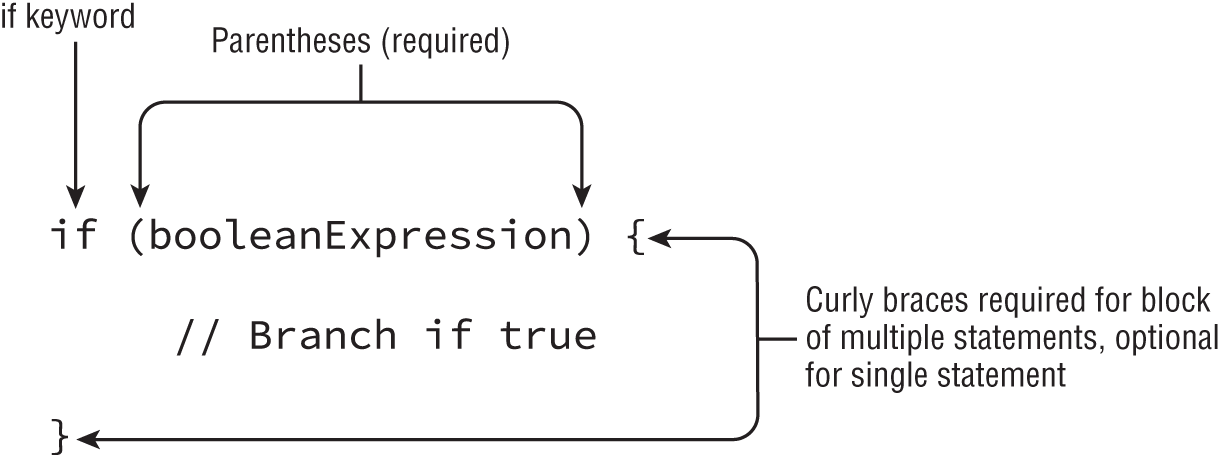 if keyword
Parentheses (required)
if (booleanExpression) {
// Branch if true
Curly braces required for block
of multiple statements, optional
for single statement
}